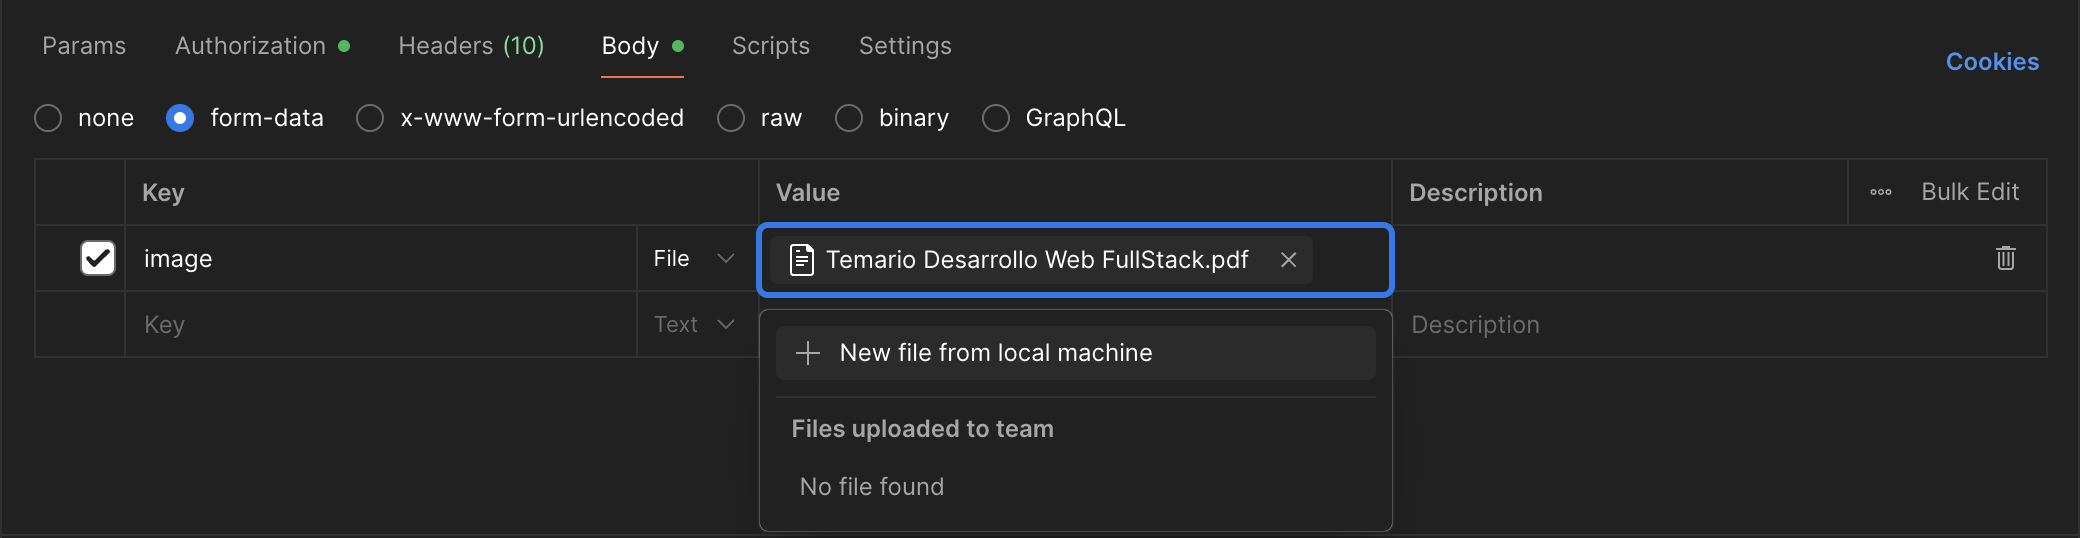 Params Authorization Headers (10) Body Scripts Settings
Cookies
none form-data x-www-form-urlencoded raw binary GraphQL
Key Value Description Bulk Edit
image File Temario Desarrollo Web FullStack.pdf
Key Text Description
New file from local machine
Files uploaded to team
No file found